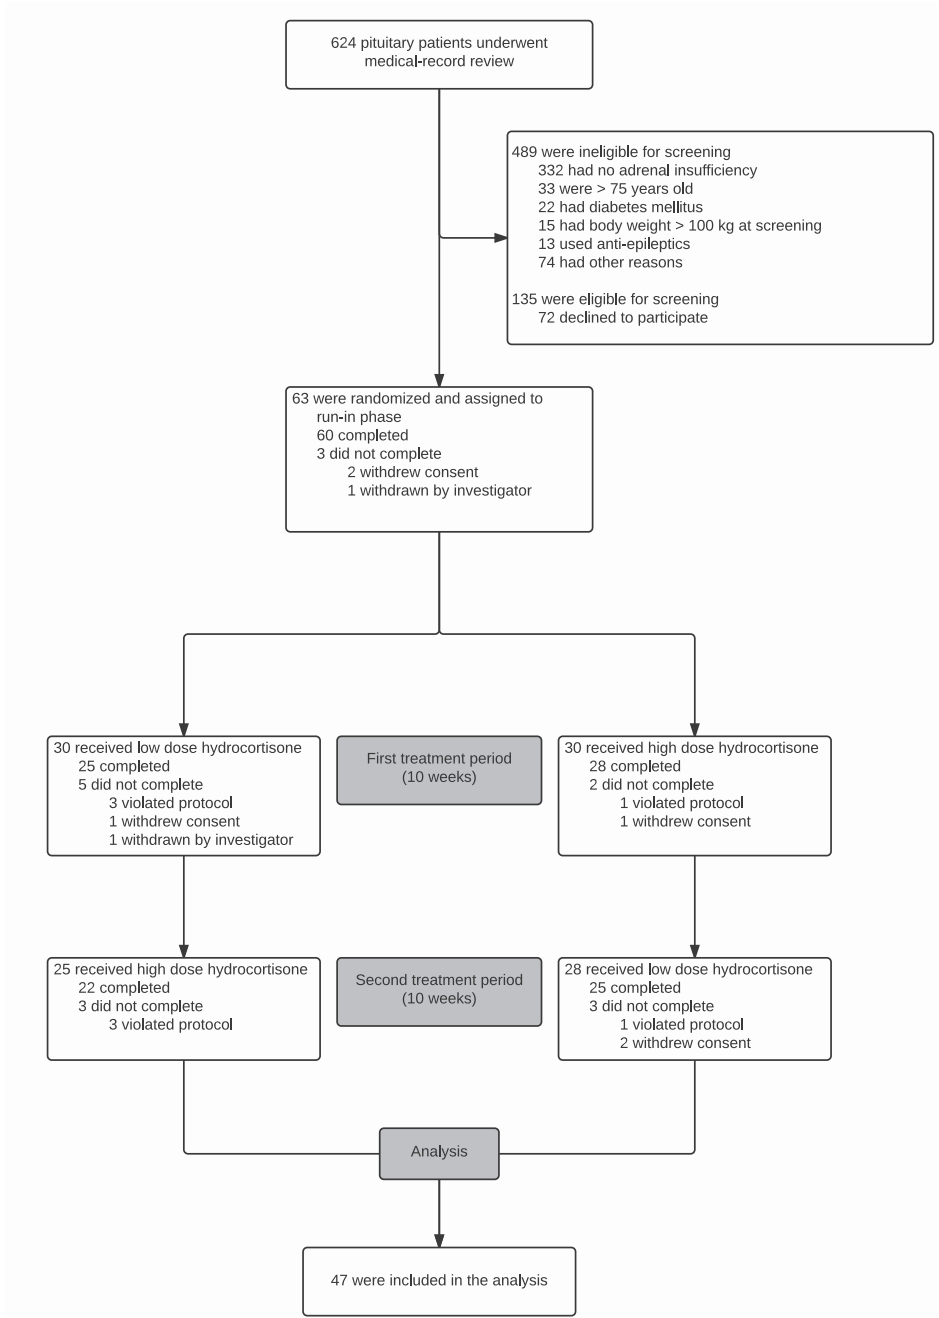 624 pituitary patients underwent
medical-record review
489 were ineligible for screening
332 had no adrenal insufficiency
33 were > 75 years old
22 had diabetes mellitus
15 had body weight > 100 kg at screening
13 used anti-epileptics
74 had other reasons
135 were eligible for screening
72 declined to participate
63 were randomized and assigned to
run-in phase
60 completed
3 did not complete
2 withdrew consent
1 withdrawn by investigator
30 received low dose hydrocortisone
25 completed
5 did not complete
3 violated protocol
1 withdrew consent
1 withdrawn by investigator
First treatment period
(10 weeks)
30 received high dose hydrocortisone
28 completed
2 did not complete
1 violated protocol
1 withdrew consent
25 received high dose hydrocortisone
22 completed
3 did not complete
3 violated protocol
Second treatment period
(10 weeks)
28 received low dose hydrocortisone
25 completed
3 did not complete
1 violated protocol
2 withdrew consent
Analysis
47 were included in the analysis